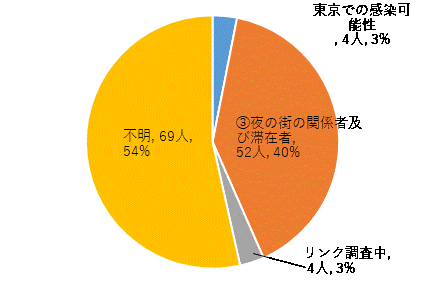 東京での感染可
能性
, 4人, 3%
③夜の街の関係者及
び滞在者,
52人, 40%
不明, 69人,
54%
リンク調査中,
4人, 3%